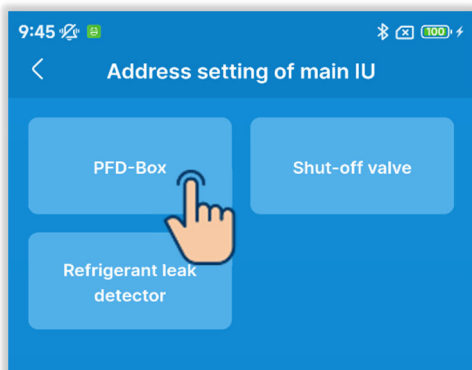 9:45
100
Address setting of main IU
PFD-Box
Shut-off valve
Refrigerant leak
detector